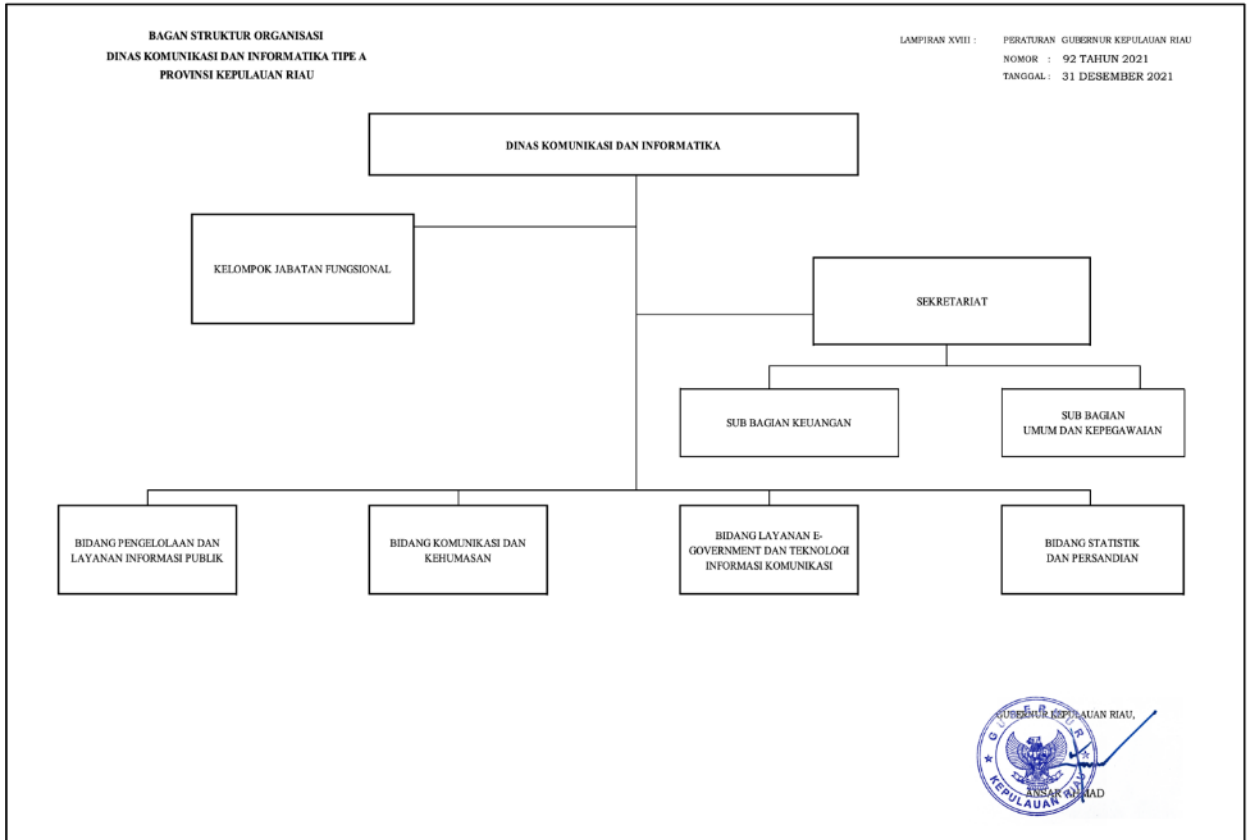 BAGAN STRUKTUR ORGANISASI
DINAS KOMUNIKASI DAN INFORMATIKA TIPE A
PROVINSI KEPULAUAN RIAU
LAMPIRAN XVIII : PERATURAN GUBERNUR KEPULAUAN RIAU
NOMOR : 92 TAHUN 2021
TANGGAL : 31 DESEMBER 2021
DINAS KOMUNIKASI DAN INFORMATIKA
KELOMPOK JABATAN FUNGSIONAL
SEKRETARIAT
SUB BAGIAN KEUANGAN
SUB BAGIAN
UMUM DAN KEPEGAWAIAN
BIDANG PENGELOLAAN DAN
LAYANAN INFORMASI PUBLIK
BIDANG KOMUNIKASI DAN
KEHUMASAN
BIDANG LAYANAN E-
GOVERNMENT DAN TEKNOLOGI
INFORMASI KOMUNIKASI
BIDANG STATISTIK
DAN PERSANDIAN
GUBERNUR KEPULAUAN RIAU,
GUBERNUR
KEPULAUAN RIAU
ANSAR AHMAD